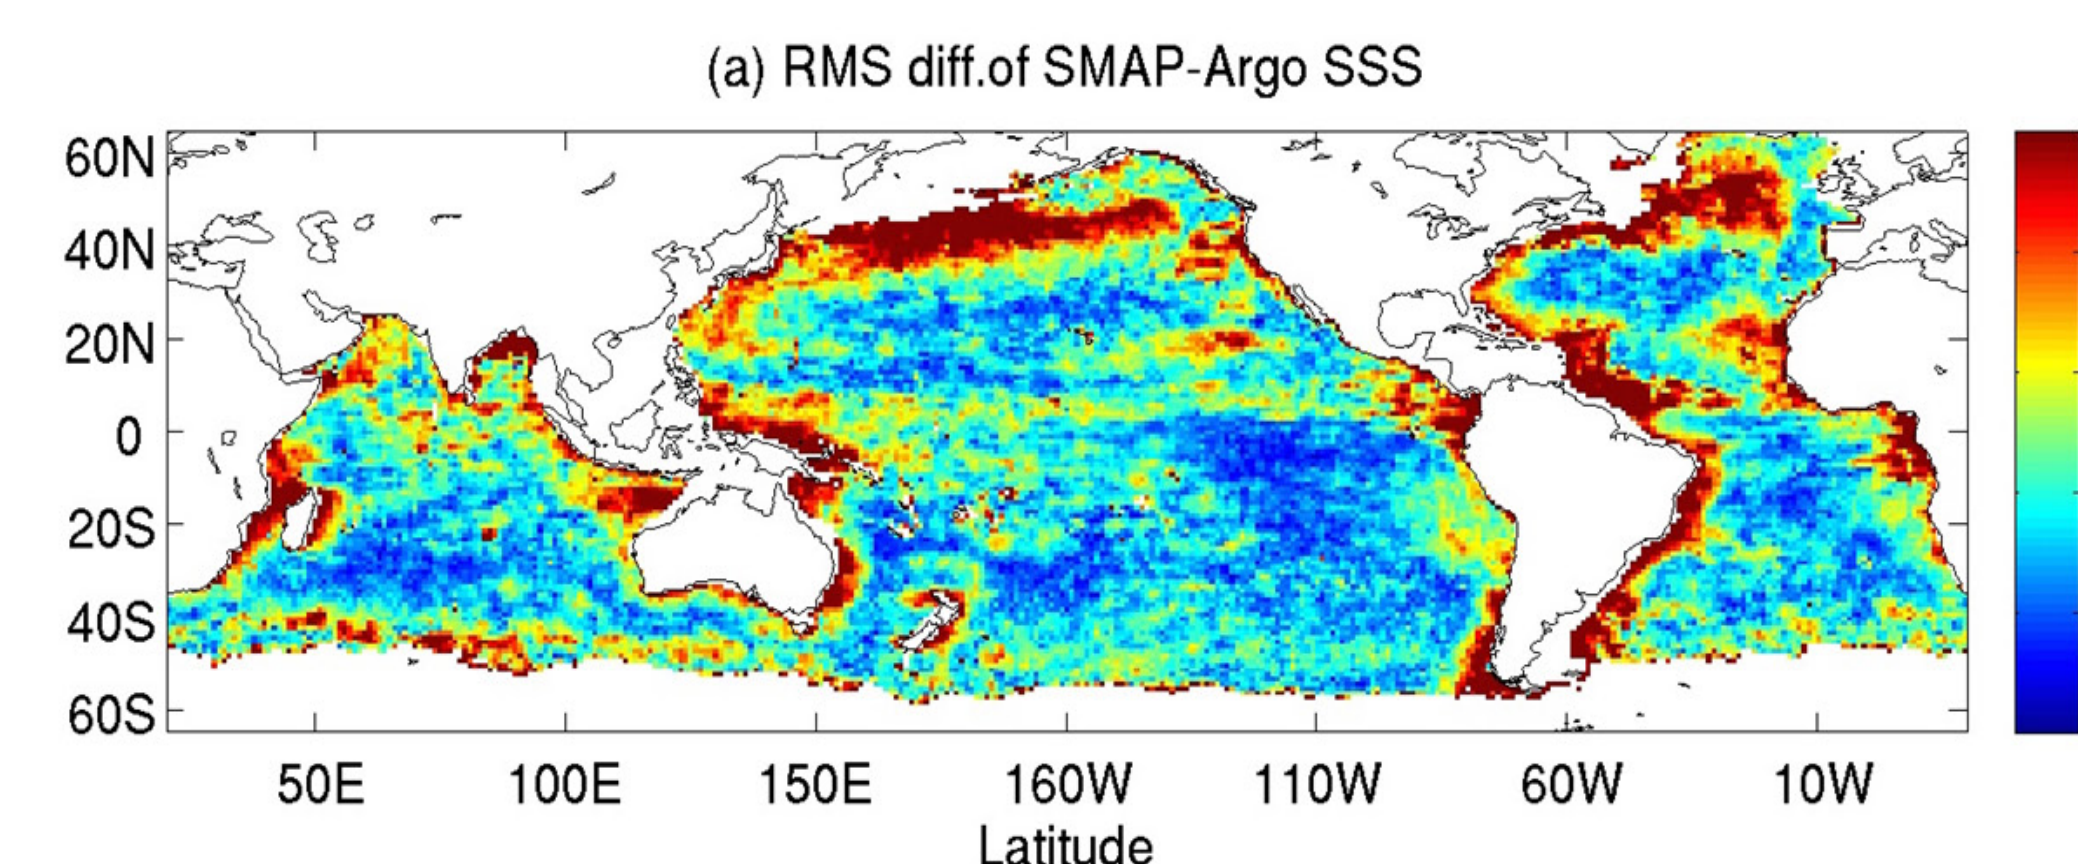 (a) RMS diff.of SMAP-Argo SSS
60N
40N
20N
0
20S
40S
60S
50E 100E 150E 160W 110W 60W 10W
Latitude